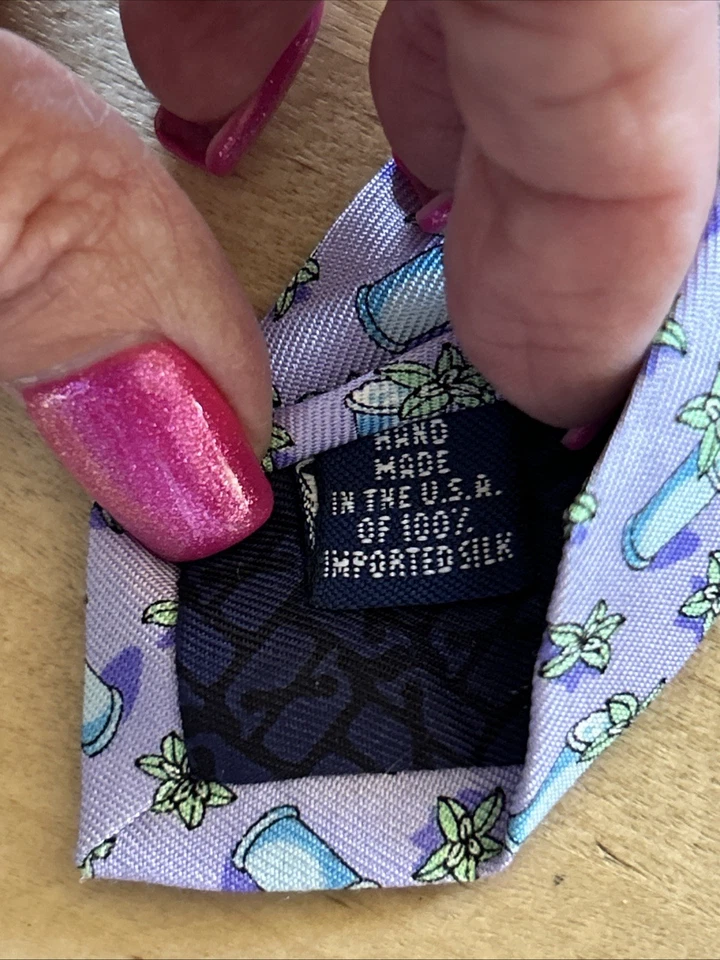 HAND
MADE
IN THE U.S.A.
OF 100%
IMPORTED SILK